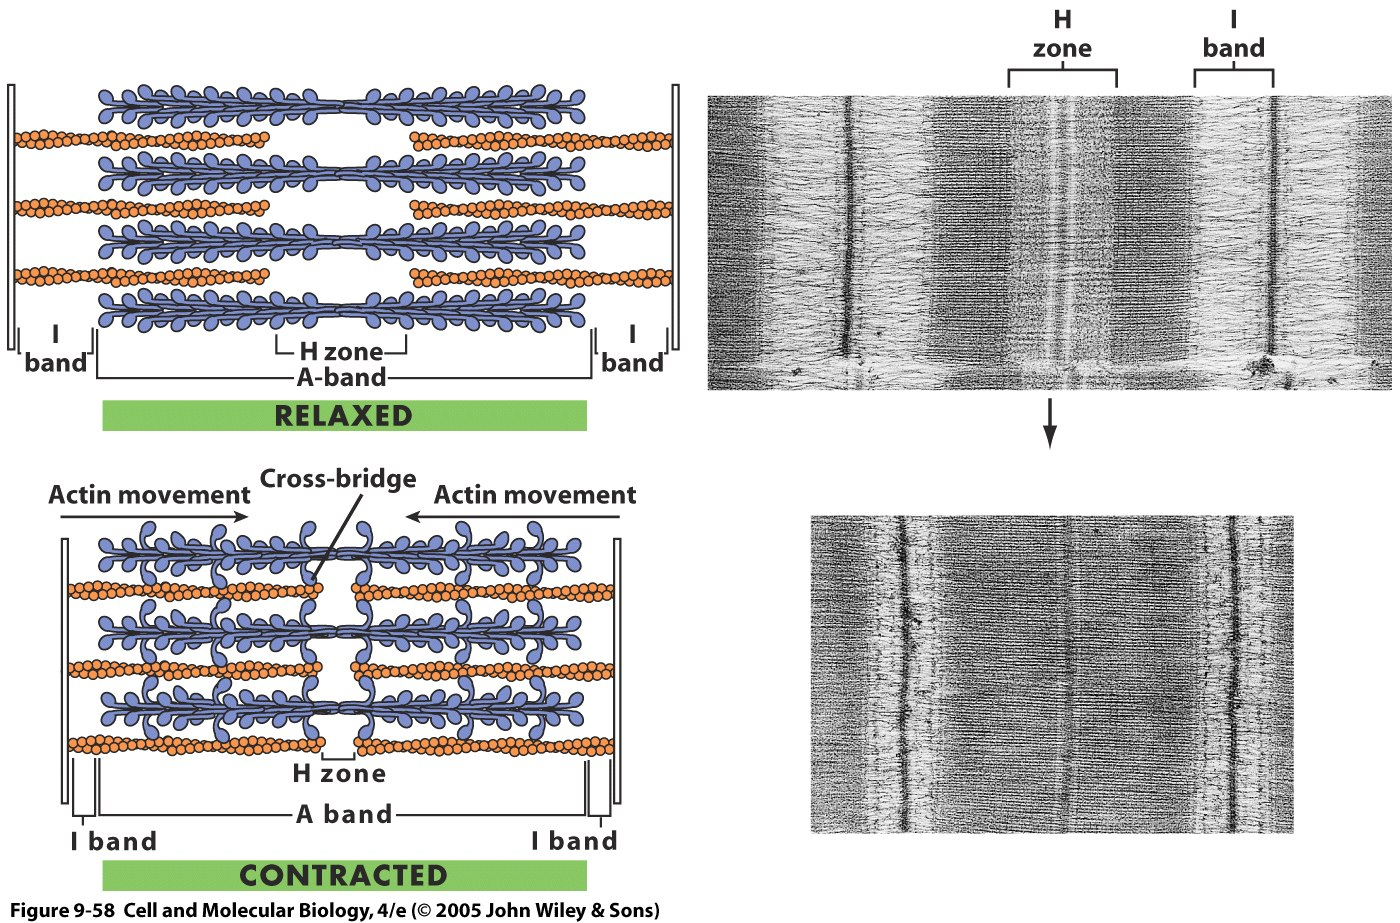 H
zone
I
band
I
band
H zone
I
band
A-band
RELAXED
Actin movement
Cross-bridge
Actin movement
H zone
A band
I band
I band
CONTRACTED
Figure 9-58 Cell and Molecular Biology, 4/e (© 2005 John Wiley & Sons)